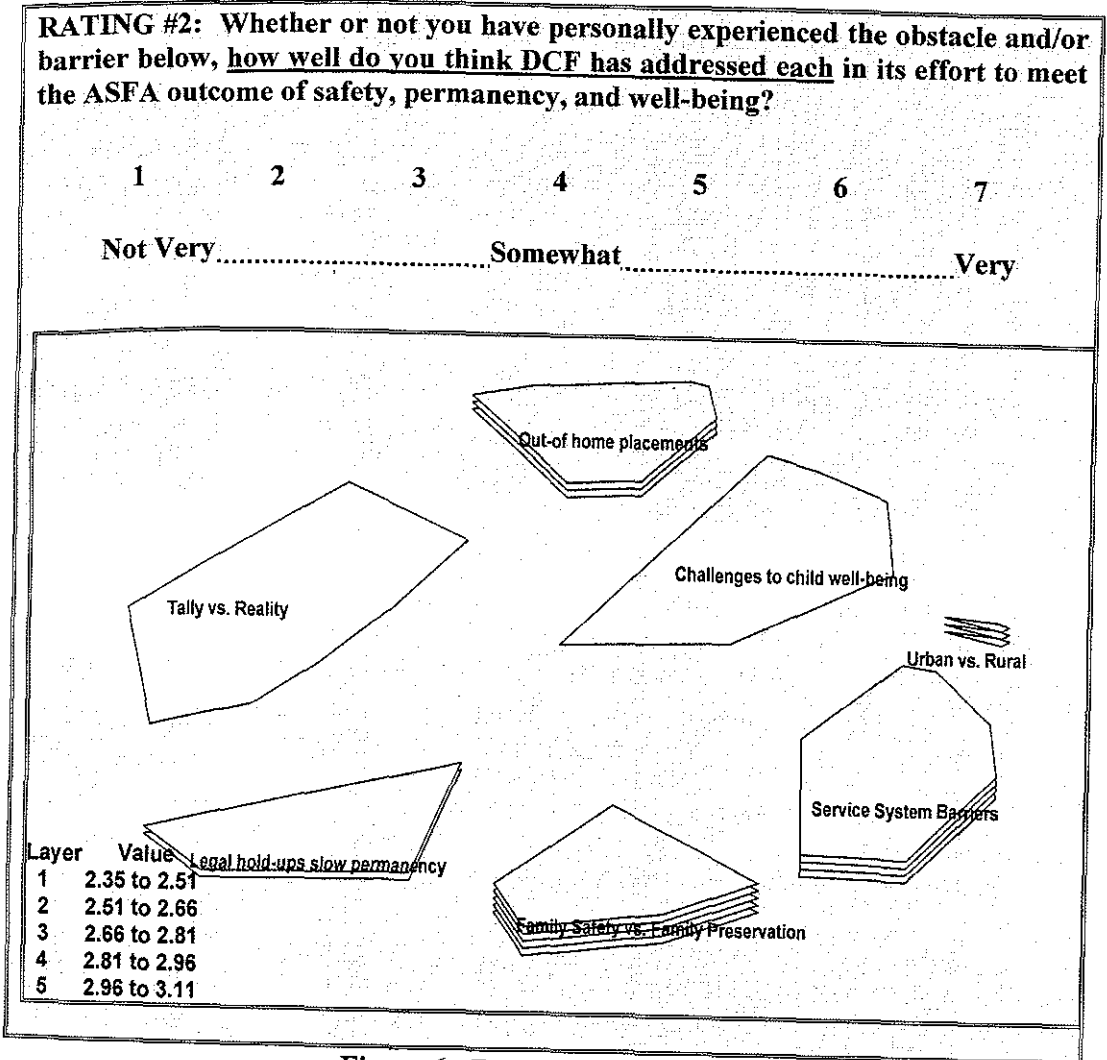 RATING #2: Whether or not you have personally experienced the obstacle and/or
barrier below, how well do you think DCF has addressed each in its effort to meet
the ASFA outcome of safety, permanency, and well-being?
1 2 3 4 5 6 7
Not Very Somewhat Very
Out-of home placements
Challenges to child well-being
Tally vs. Reality
Urban vs. Rural
Service System Barriers
Legal hold-ups slow permanency
Family Safety vs. Family Preservation
Layer Value
1 2.35 to 2.51
2 2.51 to 2.66
3 2.66 to 2.81
4 2.81 to 2.96
5 2.96 to 3.11